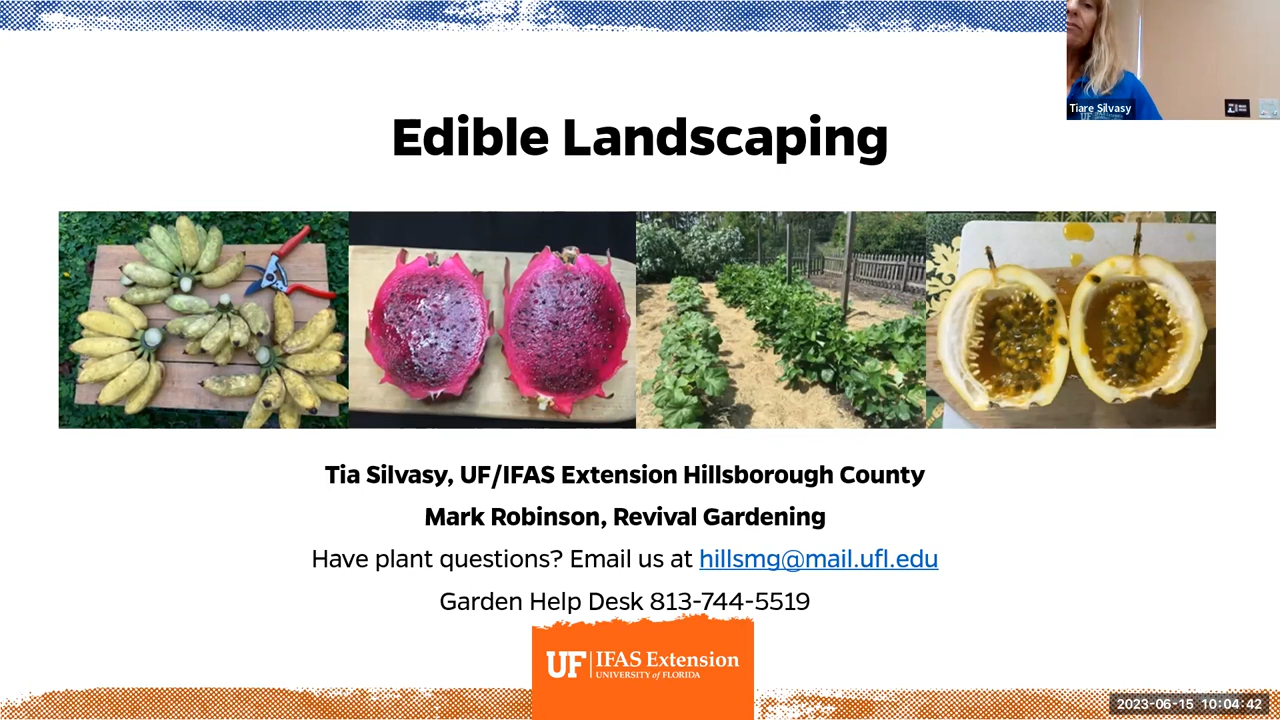 Tiare Silvasy
Edible Landscaping
Tia Silvasy, UF/IFAS Extension Hillsborough County
Mark Robinson, Revival Gardening
Have plant questions? Email us at hillsmg@mail.ufl.edu
Garden Help Desk 813-744-5519
UF IFAS Extension
UNIVERSITY of FLORIDA
2023-06-15 10:04:42